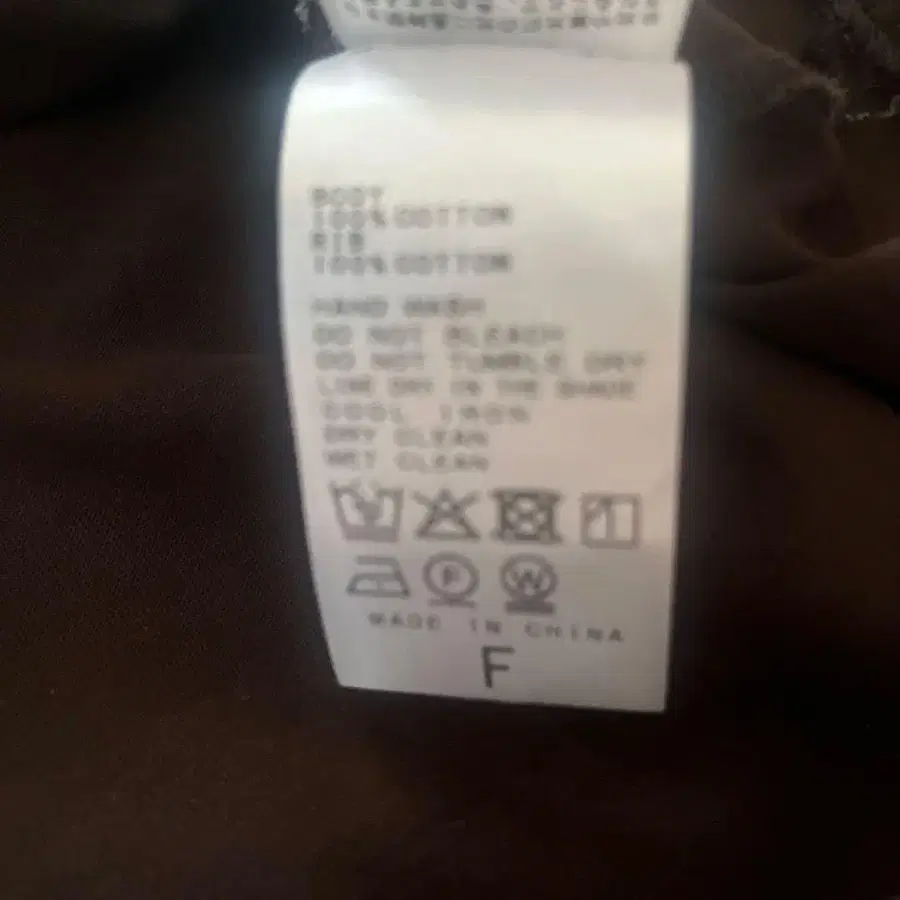 BODY
100% COTTON
RIB
100% COTTON
HAND WASH
DO NOT BLEACH
DO NOT TUMBLE DRY
LINE DRY IN THE SHADE
COOL IRON
DRY CLEAN
WET CLEAN
P W
MADE IN CHINA
F